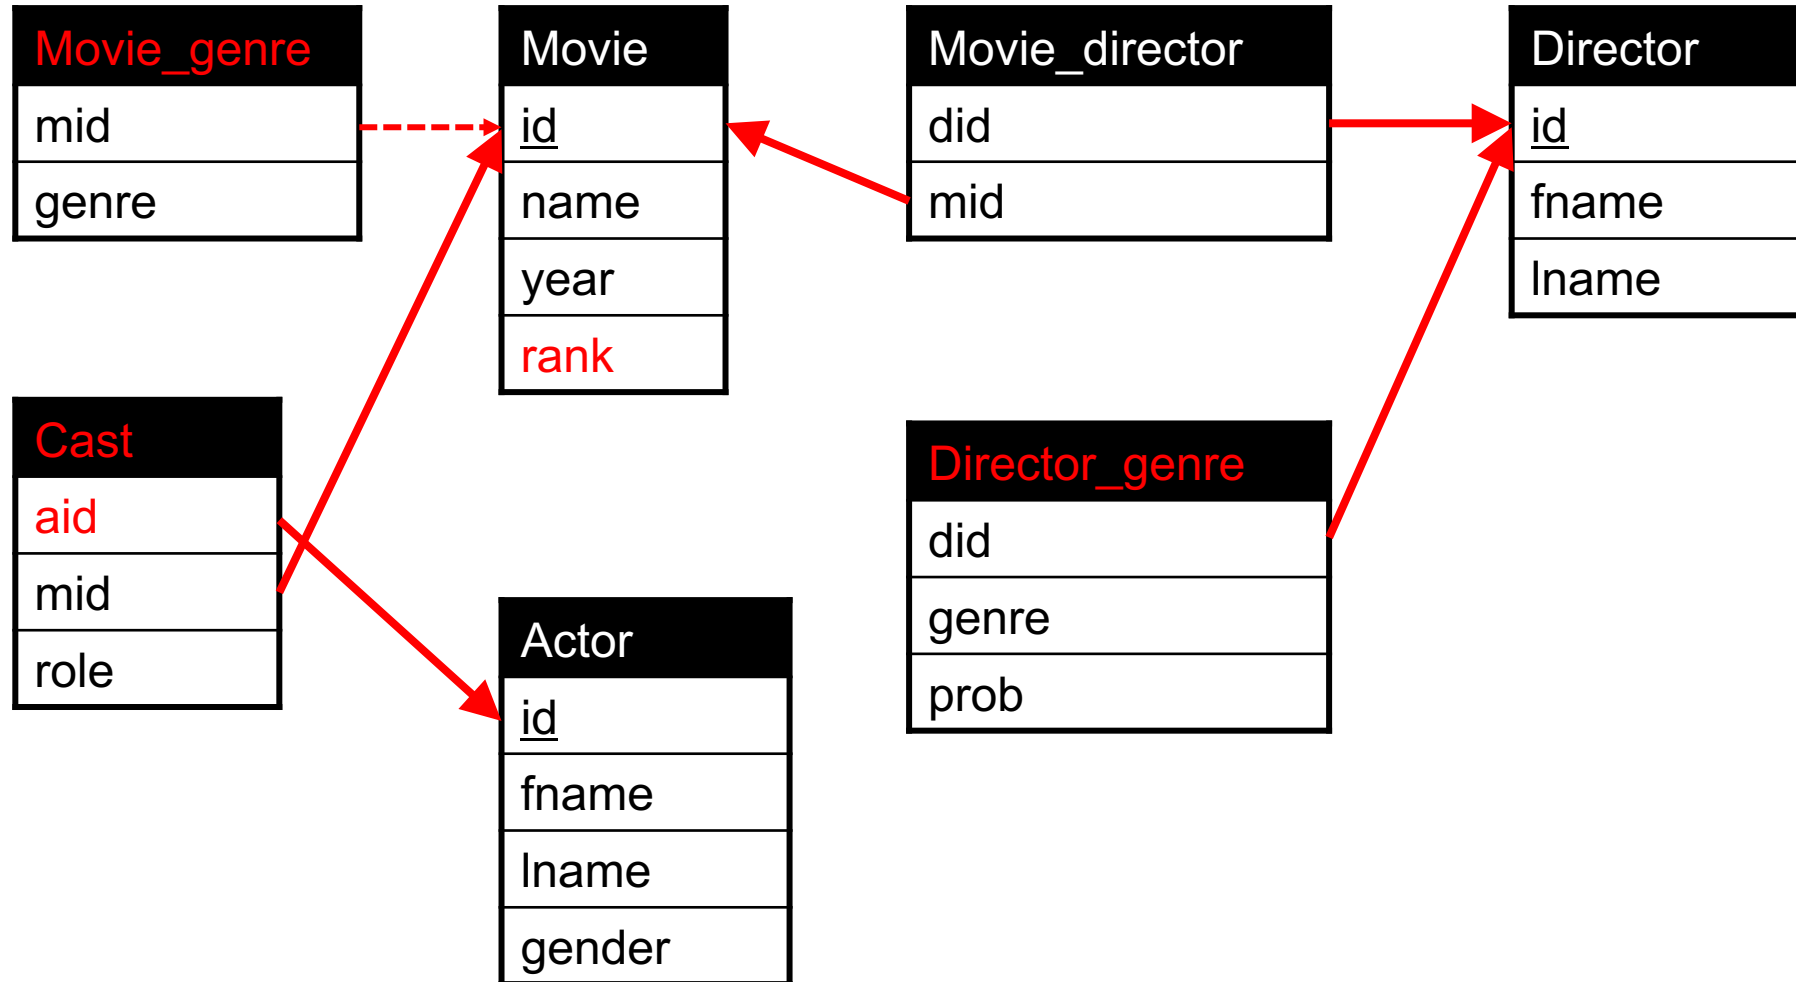 Movie_genre
mid
genre
Movie
id
name
year
rank
Movie_director
did
mid
Director
id
fname
lname
Cast
aid
mid
role
Actor
id
fname
lname
gender
Director_genre
did
genre
prob